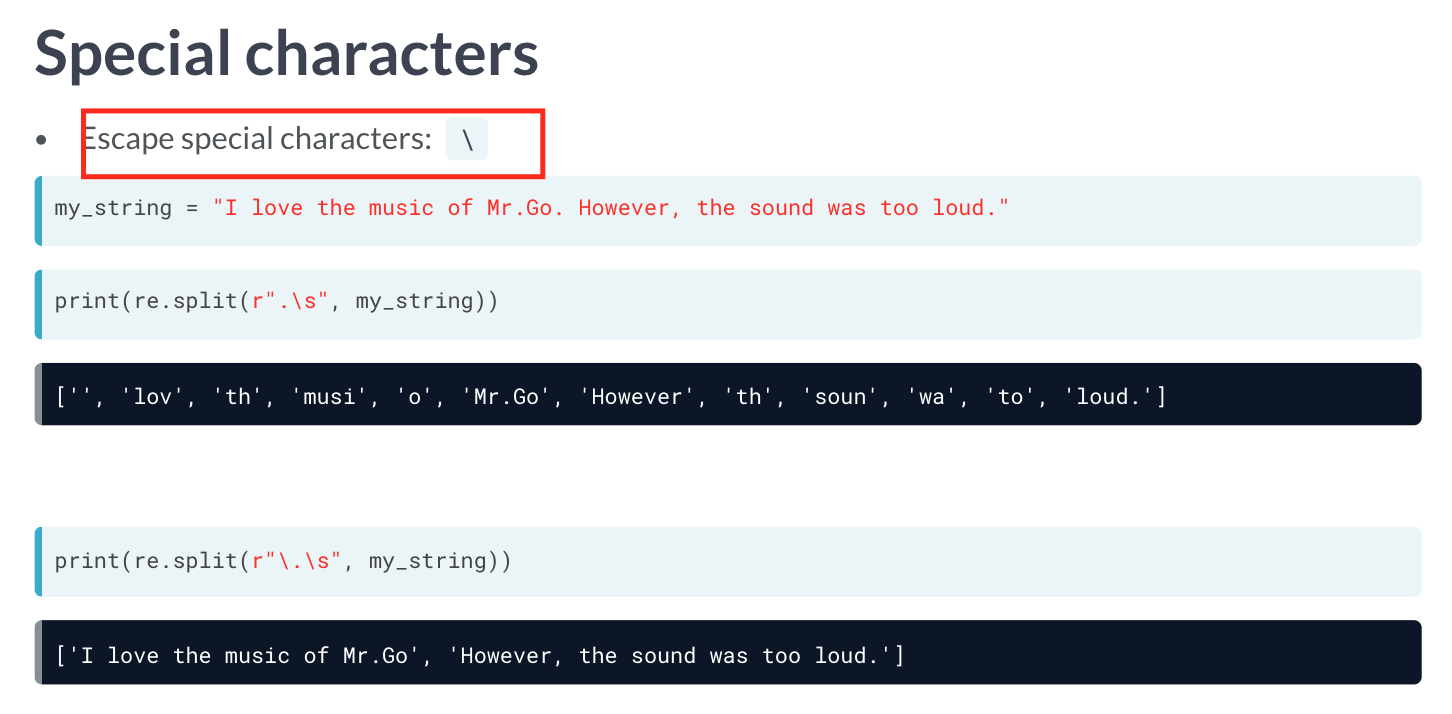 Special characters
• Escape special characters: \
my_string = "I love the music of Mr.Go. However, the sound was too loud."
print(re.split(r".\s", my_string))
['', 'lov', 'th', 'musi', 'o', 'Mr.Go', 'However', 'th', 'soun', 'wa', 'to', 'loud.']
print(re.split(r"\.\s", my_string))
['I love the music of Mr.Go', 'However, the sound was too loud.']